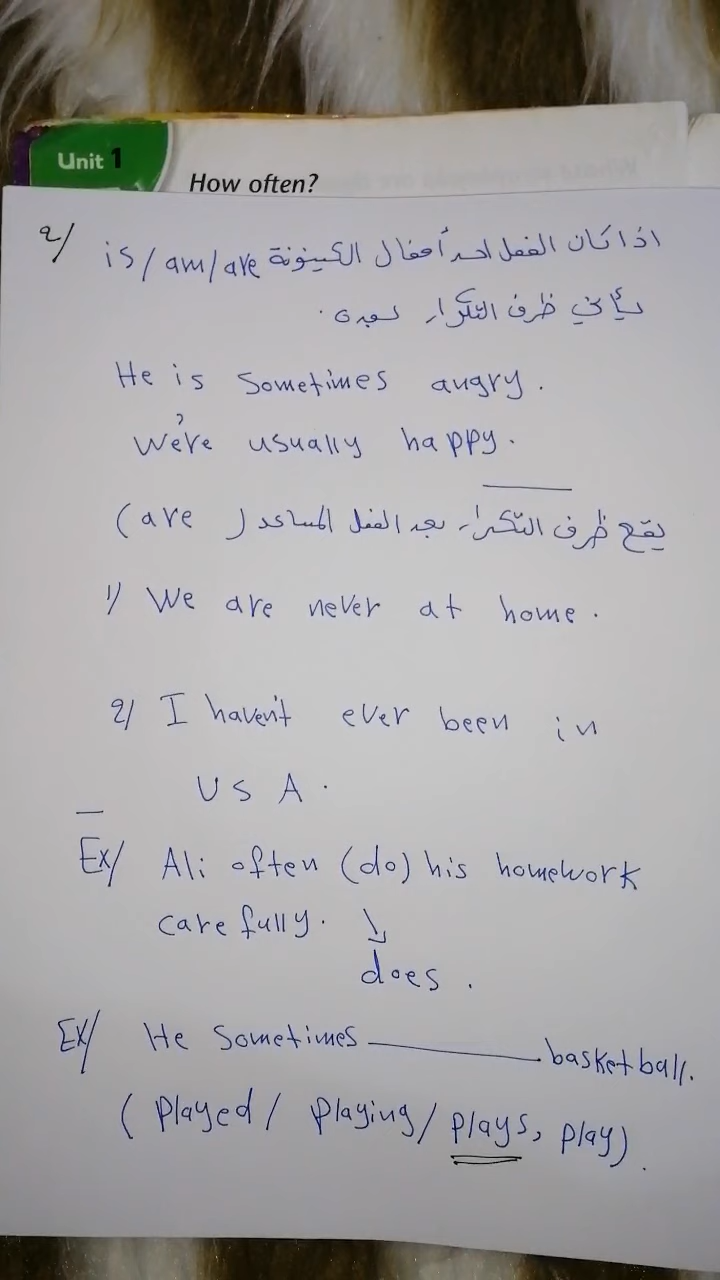 Unit 1
How often?
2/ اذا كان الفعل احد أفعال الكينونة is/am/are
يأتي ظرف التكرار بعده.
He is Sometimes angry.
We're usually happy.
يقع ظرف التكرار بعد الفعل المساعد (are)
1/ We are never at home.
2/ I haven't ever been in
USA.
Ex/ Ali often (do) his homework
carefully. ↘
does.
Ex/ He Sometimes ________ basketball.
(played / playing / plays, play).